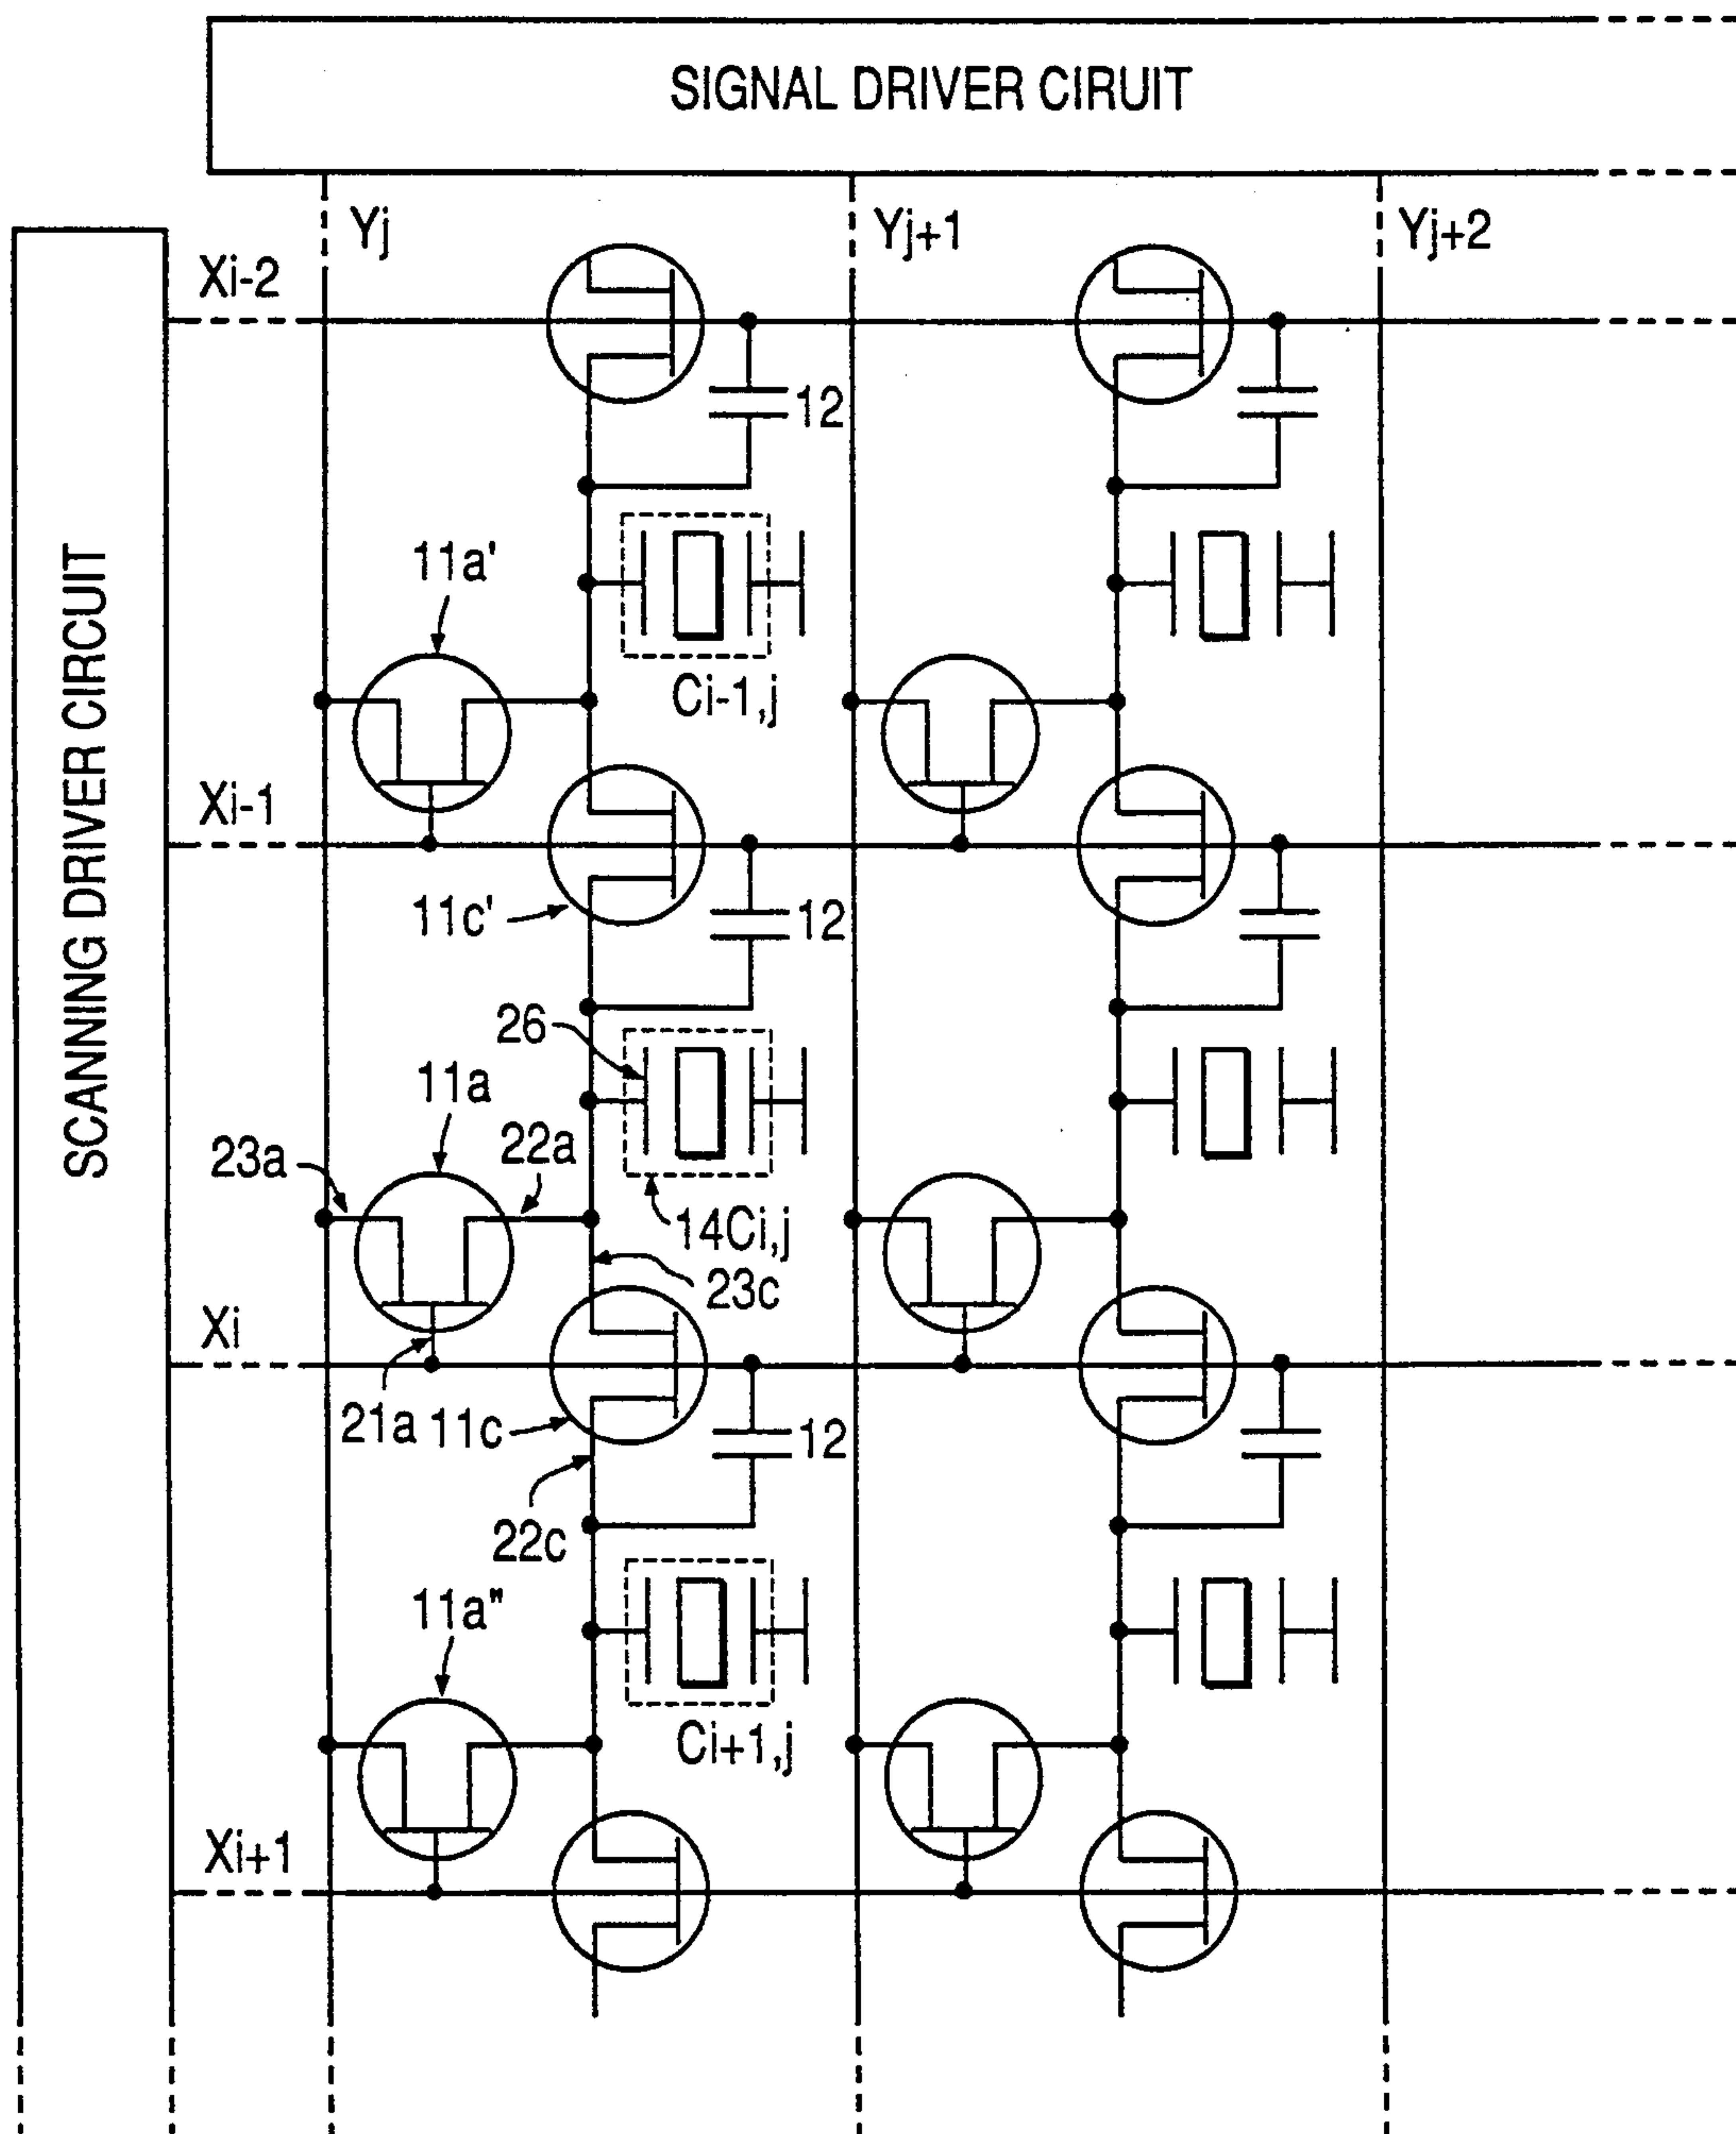 SIGNAL DRIVER CIRUIT
SCANNING DRIVER CIRCUIT
Yj
Yj+1
Yj+2
Xi-2
12
11a'
Ci-1,j
Xi-1
11c'
12
26
11a
23a
22a
14Ci,j
23c
Xi
21a
11c
12
22c
11a"
Ci+1,j
Xi+1